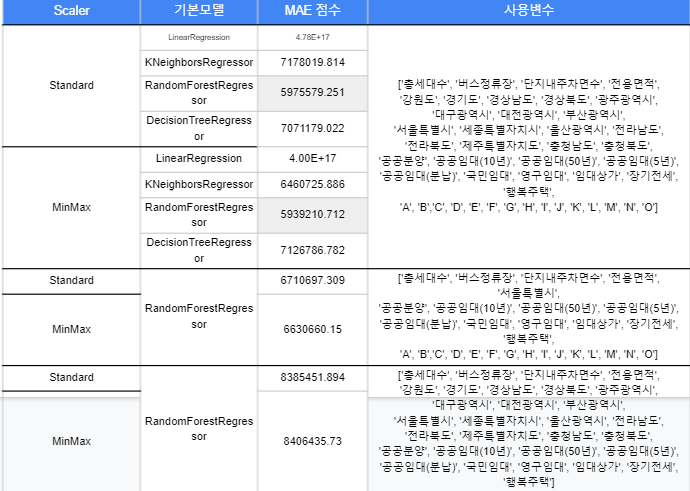 Scaler 기본모델 MAE 점수 사용변수
Standard
LinearRegression 4.78E+17
KNeighborsRegressor 7178019.814
RandomForestRegres
sor
5975579.251
DecisionTreeRegress
or
7071179.022
MinMax
LinearRegression 4.00E+17
KNeighborsRegressor 6460725.886
RandomForestRegres
sor
5939210.712
DecisionTreeRegress
or
7126786.782
['총세대수', '버스정류장', '단지내주차면수', '전용면적',
'강원도', '경기도', '경상남도', '경상북도', '광주광역시',
'대구광역시', '대전광역시', '부산광역시',
'서울특별시', '세종특별자치시', '울산광역시', '전라남도',
'전라북도', '제주특별자치도', '충청남도', '충청북도',
'공공분양', '공공임대(10년)', '공공임대(50년)', '공공임대(5년)',
'공공임대(분납)', '국민임대', '영구임대', '임대상가', '장기전세',
'행복주택',
'A', 'B','C', 'D', 'E', 'F', 'G', 'H', 'I', 'J', 'K', 'L', 'M', 'N', 'O']
Standard
MinMax
RandomForestRegres
sor
6710697.309
6630660.15
['총세대수', '버스정류장', '단지내주차면수', '전용면적',
'서울특별시',
'공공분양', '공공임대(10년)', '공공임대(50년)', '공공임대(5년)',
'공공임대(분납)', '국민임대', '영구임대', '임대상가', '장기전세',
'행복주택',
'A', 'B','C', 'D', 'E', 'F', 'G', 'H', 'I', 'J', 'K', 'L', 'M', 'N', 'O']
Standard
MinMax
RandomForestRegres
sor
8385451.894
8406435.73
['총세대수', '버스정류장', '단지내주차면수', '전용면적',
'강원도', '경기도', '경상남도', '경상북도', '광주광역시',
'대구광역시', '대전광역시', '부산광역시',
'서울특별시', '세종특별자치시', '울산광역시', '전라남도',
'전라북도', '제주특별자치도', '충청남도', '충청북도',
'공공분양', '공공임대(10년)', '공공임대(50년)', '공공임대(5년)',
'공공임대(분납)', '국민임대', '영구임대', '임대상가', '장기전세',
'행복주택']